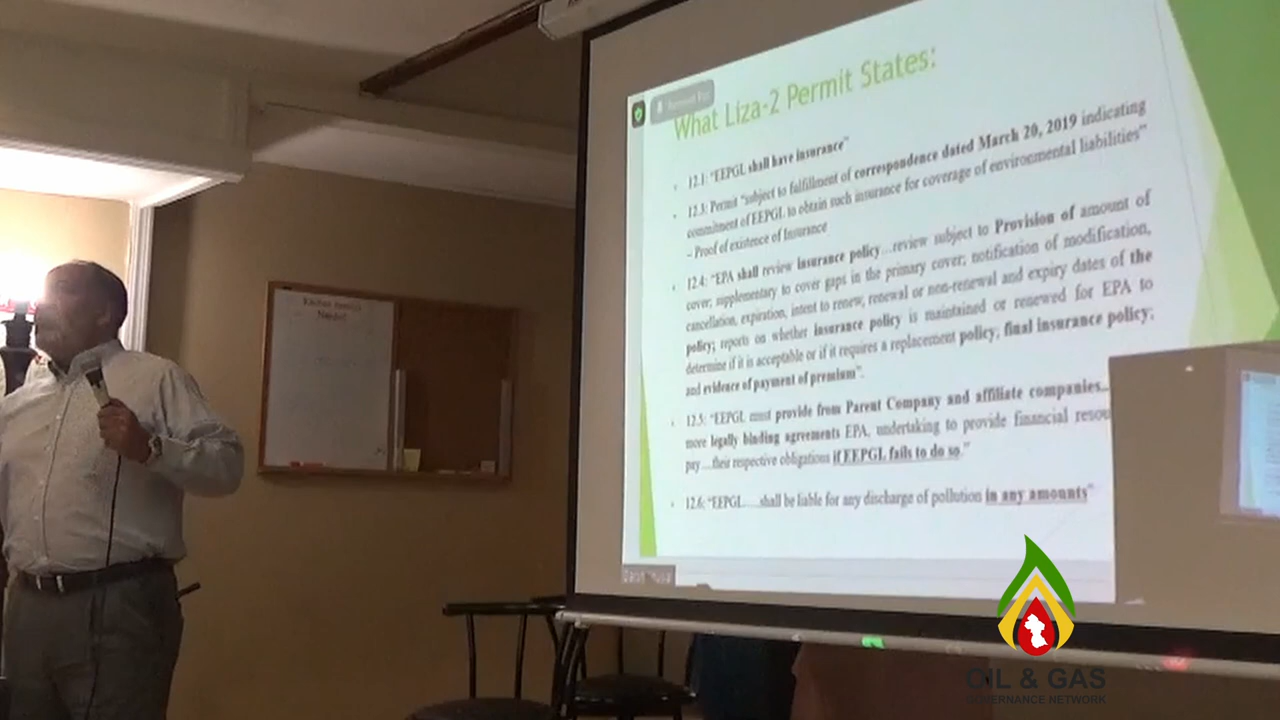 What Liza-2 Permit States:
12.1: "EEPGL shall have insurance"
12.3: Permit "subject to fulfillment of correspondence dated March 20, 2019 indicating
commitment of EEPGL to obtain such insurance for coverage of environmental liabilities"
– Proof of existence of Insurance
12.4: "EPA shall review insurance policy…review subject to Provision of amount of
cover; supplementary to cover gaps in the primary cover; notification of modification,
cancellation, expiration, intent to renew, renewal or non-renewal and expiry dates of the
policy; reports on whether insurance policy is maintained or renewed for EPA to
determine if it is acceptable or if it requires a replacement policy; final insurance policy;
and evidence of payment of premium".
12.5: "EEPGL must provide from Parent Company and affiliate companies..
more legally binding agreements EPA, undertaking to provide financial resou
pay…their respective obligations if EEPGL fails to do so."
12.6: "EEPGL….shall be liable for any discharge of pollution in any amounts"
OIL & GAS
GOVERNANCE NETWORK